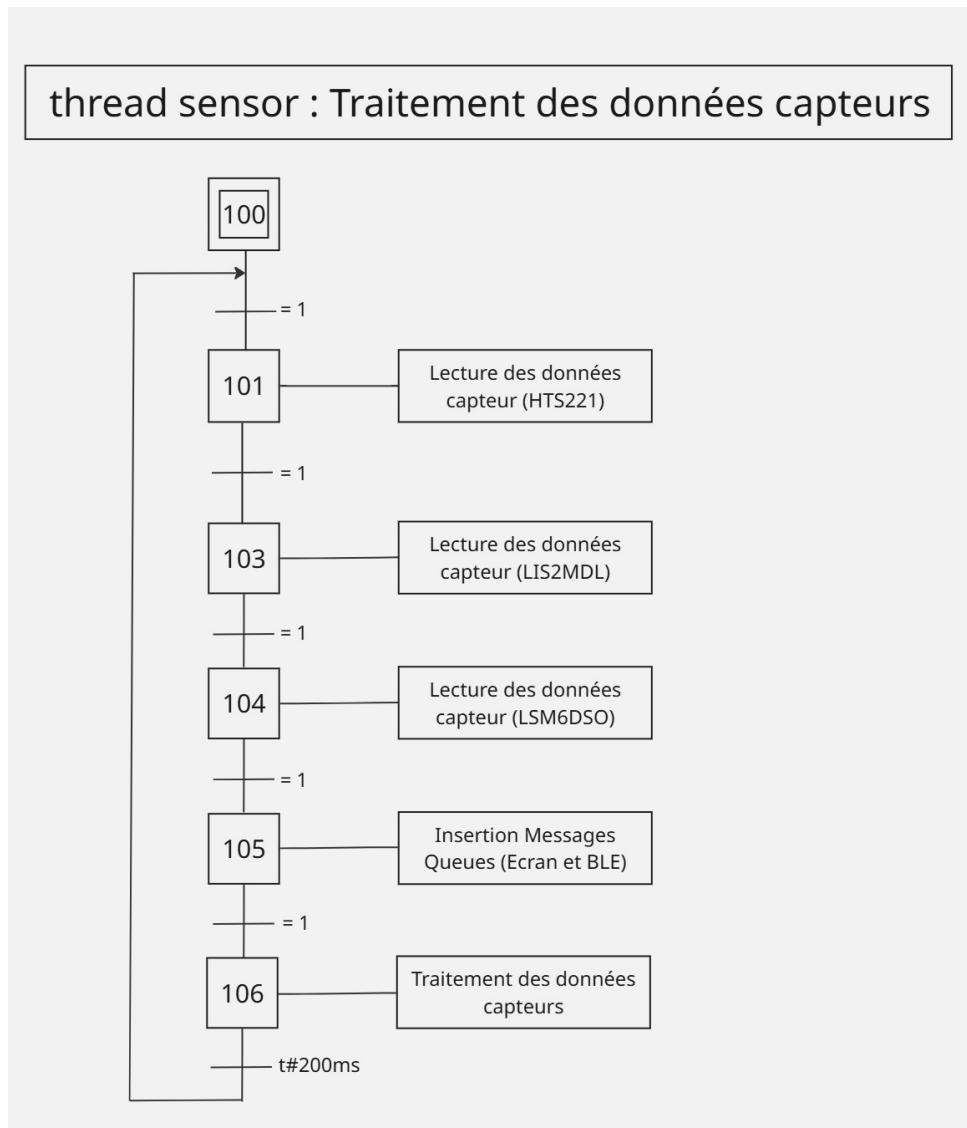 thread sensor : Traitement des données capteurs
100
= 1
101
Lecture des données
capteur (HTS221)
= 1
103
Lecture des données
capteur (LIS2MDL)
= 1
104
Lecture des données
capteur (LSM6DSO)
= 1
105
Insertion Messages
Queues (Ecran et BLE)
= 1
106
Traitement des données
capteurs
t#200ms